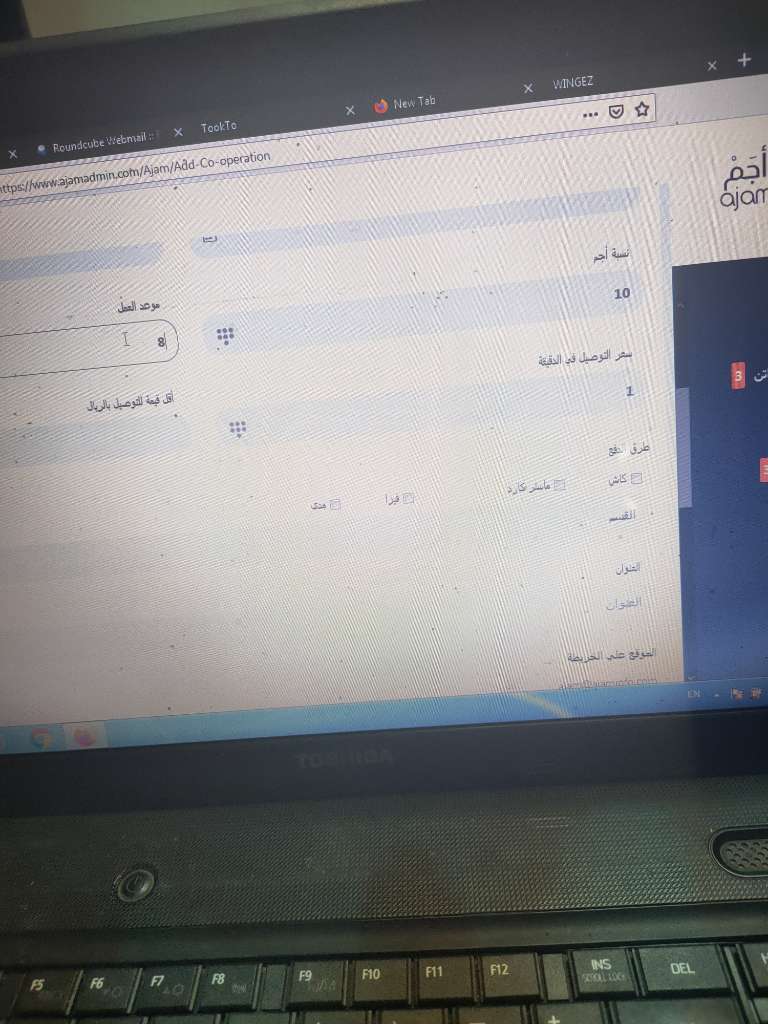 Roundcube Webmail ::
TookTo
New Tab
WINGEZ
https://www.ajamadmin.com/Ajam/Add-Co-operation
أجَمْ
ajam
نسبة أجم
10
موعد العمل
8
سعر التوصيل في الدقيقة
1
أقل قيمة للتوصيل بالريال
3
طرق الدفع
كاش
ماستر كارد
فيزا
مدى
القسم
العنوان
العنوان
الموقع على الخريطة
EN
TOSHIBA
F5
F6
F7
F8
F9
F10
F11
F12
INS
SCROLL LOCK
DEL